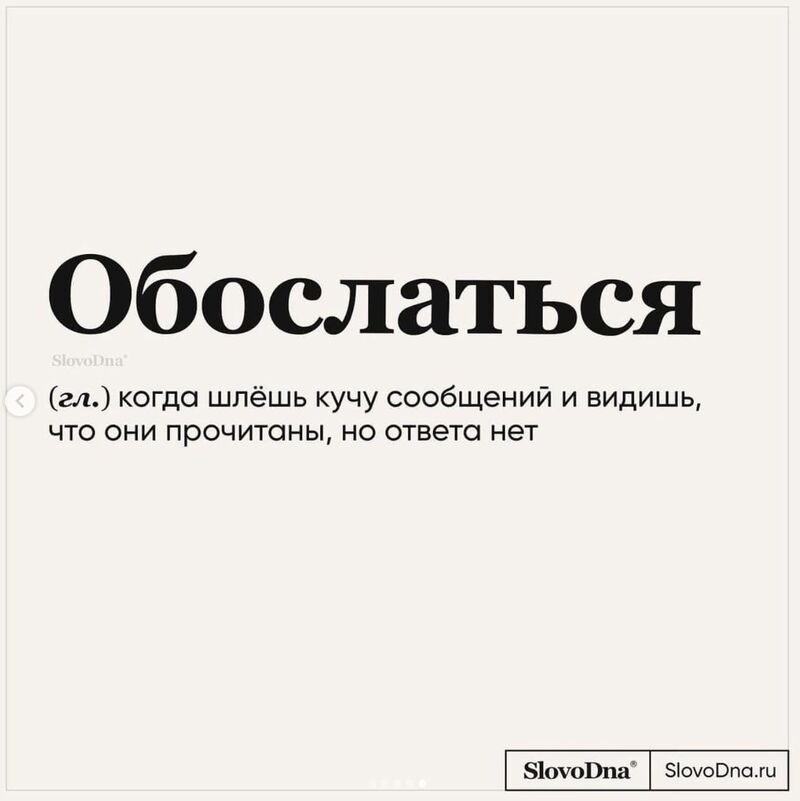 Обослаться
SlovoDna®
(гл.) когда шлёшь кучу сообщений и видишь,
что они прочитаны, но ответа нет
SlovoDna® SlovoDna.ru